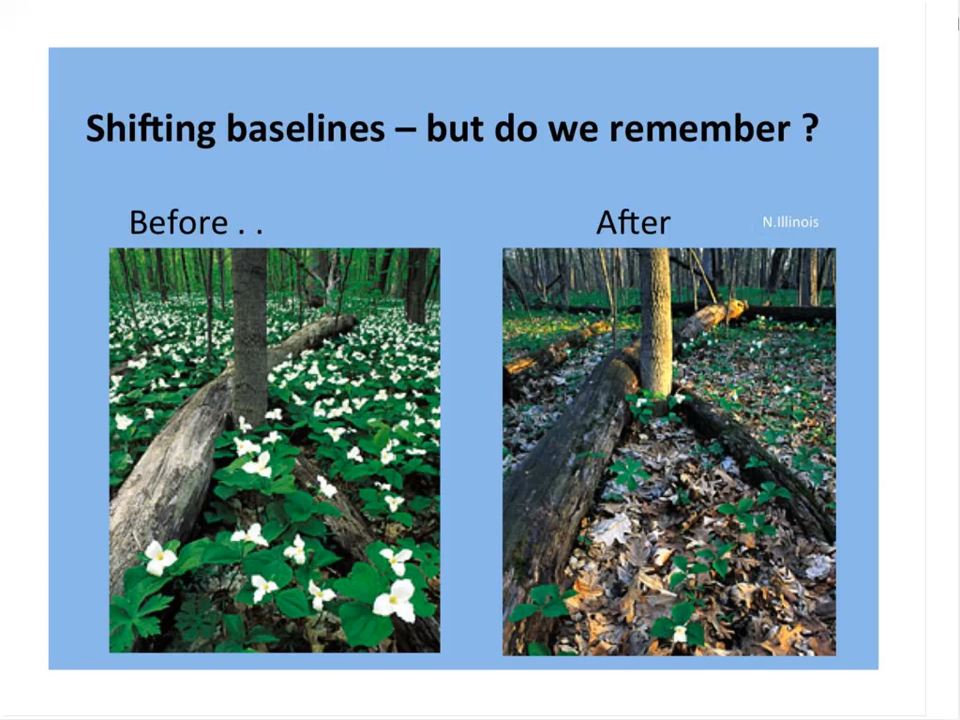 Shifting baselines – but do we remember ?
Before . .
After
N.Illinois